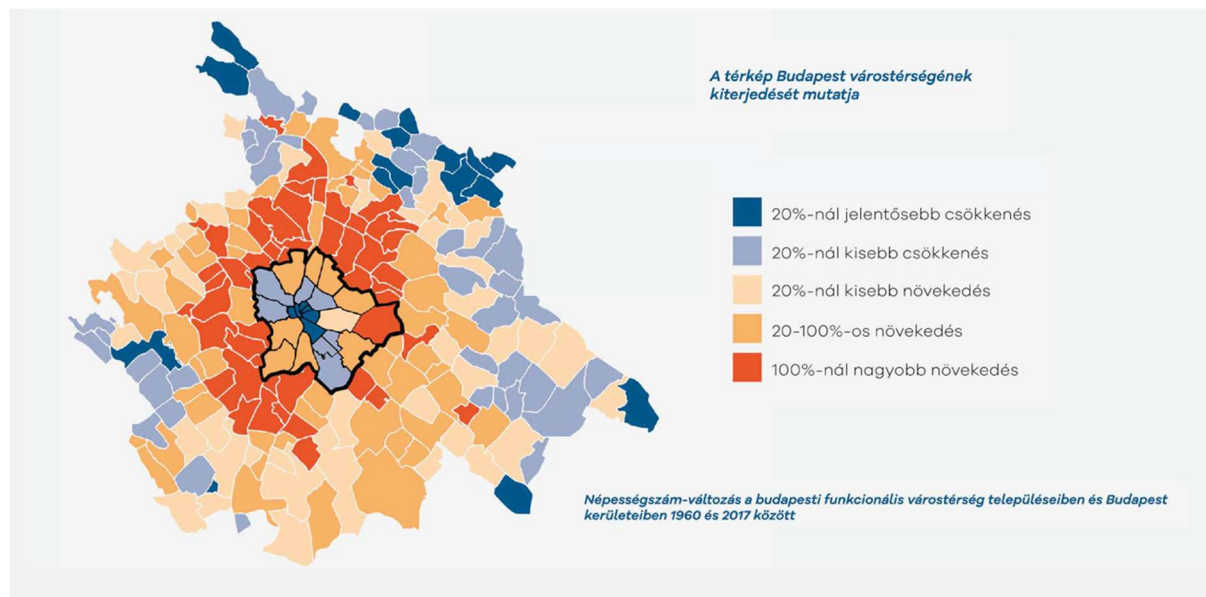 A térkép Budapest várostérségének
kiterjedését mutatja
20%-nál jelentősebb csökkenés
20%-nál kisebb csökkenés
20%-nál kisebb növekedés
20-100%-os növekedés
100%-nál nagyobb növekedés
Népességszám-változás a budapesti funkcionális várostérség településeiben és Budapest
kerületeiben 1960 és 2017 között